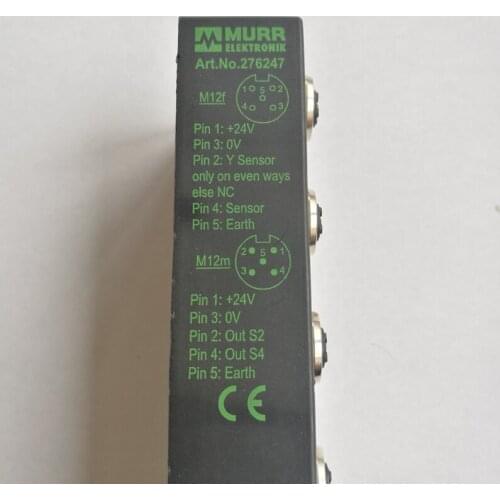 MURR
ELEKTRONIK
Art.No.276247
M12f
1 2
5
4 3
Pin 1: +24V
Pin 3: 0V
Pin 2: Y Sensor
only on even ways
else NC
Pin 4: Sensor
Pin 5: Earth
M12m
2 1
5
3 4
Pin 1: +24V
Pin 3: 0V
Pin 2: Out S2
Pin 4: Out S4
Pin 5: Earth
CE